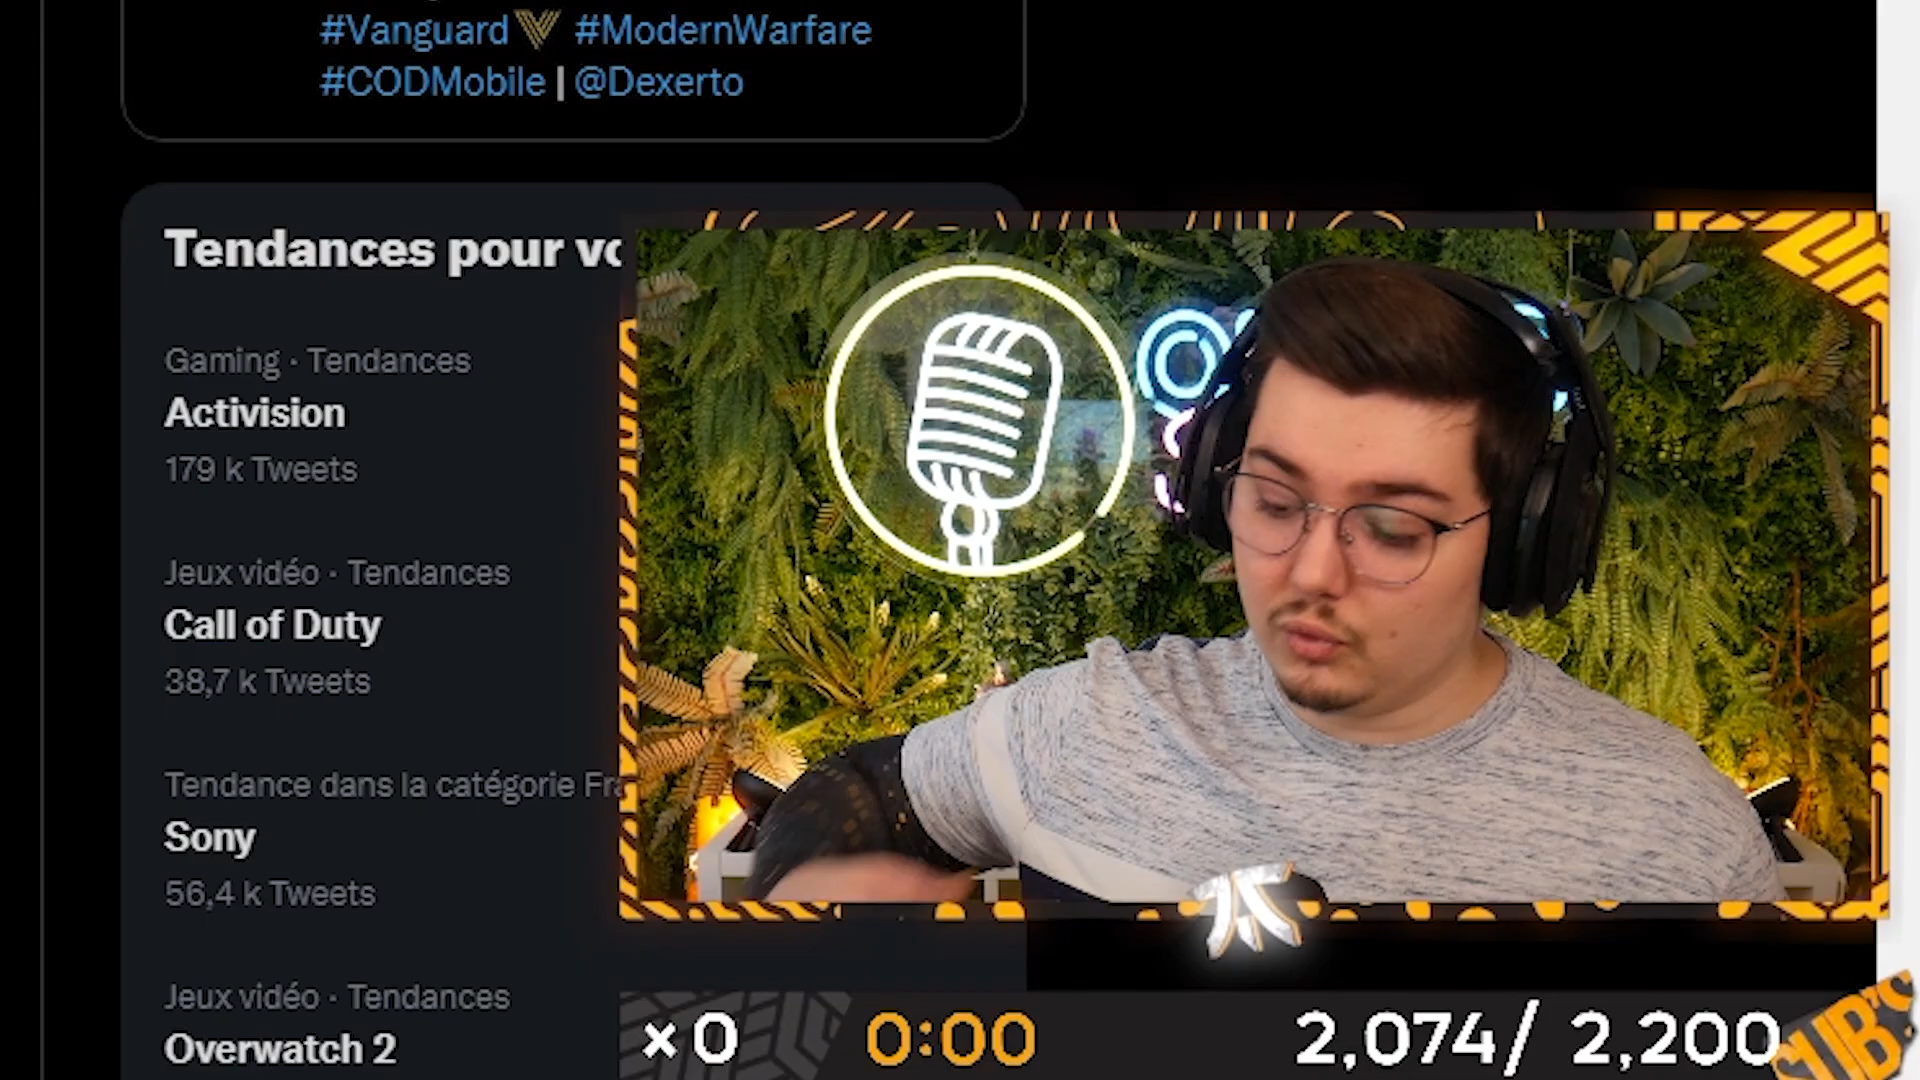 #Vanguard #ModernWarfare
#CODMobile | @Dexerto
Tendances pour
Gaming · Tendances
Activision
179 k Tweets
Jeux vidéo · Tendances
Call of Duty
38,7 k Tweets
Tendance dans la catégorie
Sony
56,4 k Tweets
Jeux vidéo · Tendances
Overwatch 2
×0 0:00 2,074/ 2,200
SUB'S